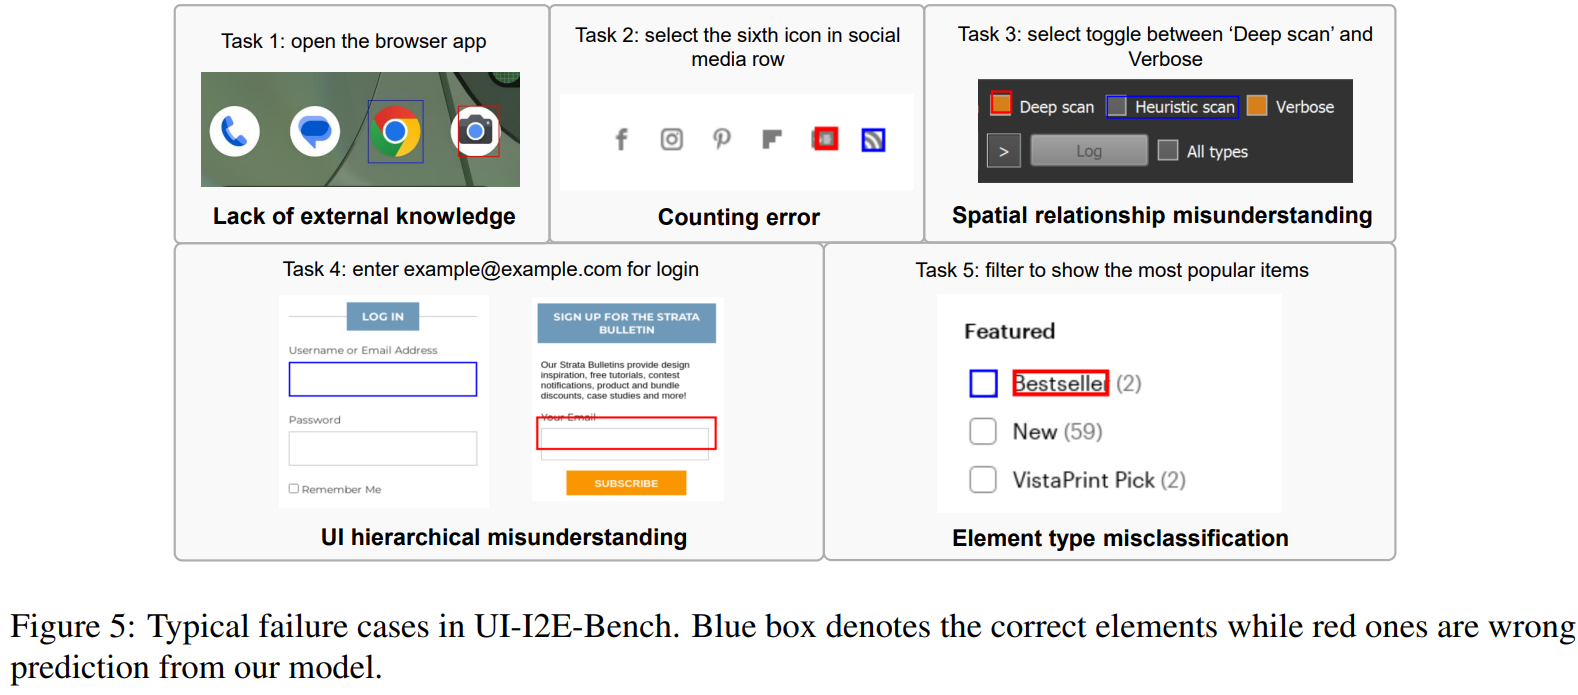 Task 1: open the browser app
Lack of external knowledge
Task 2: select the sixth icon in social
media row
Counting error
Task 3: select toggle between ‘Deep scan’ and
Verbose
Deep scan
Heuristic scan
Verbose
>
Log
All types
Spatial relationship misunderstanding
Task 4: enter example@example.com for login
LOG IN
Username or Email Address
Password
Remember Me
SIGN UP FOR THE STRATA
BULLETIN
Our Strata Bulletins provide design
inspiration, free tutorials, contest
notifications, product and bundle
discounts, case studies and more!
Your Email
SUBSCRIBE
UI hierarchical misunderstanding
Task 5: filter to show the most popular items
Featured
Bestseller (2)
New (59)
VistaPrint Pick (2)
Element type misclassification
Figure 5: Typical failure cases in UI-I2E-Bench. Blue box denotes the correct elements while red ones are wrong
prediction from our model.